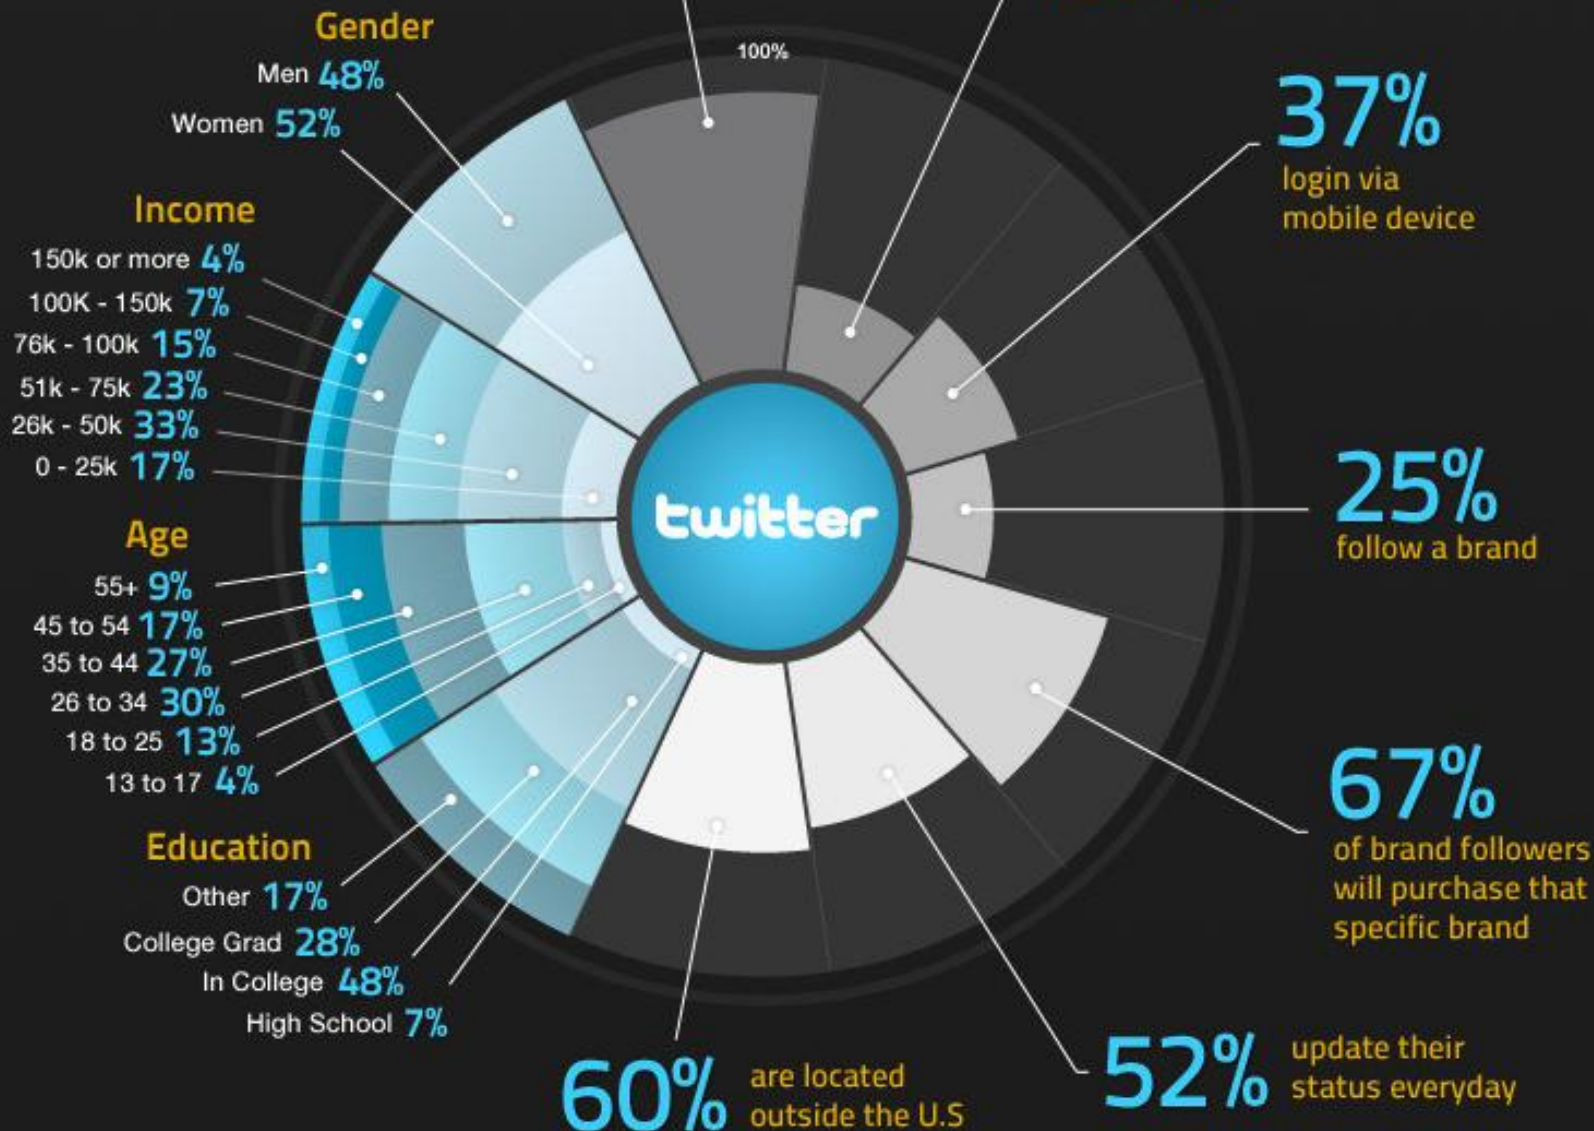 100%
Gender
Men 48%
Women 52%
Income
150k or more 4%
100K - 150k 7%
76k - 100k 15%
51k - 75k 23%
26k - 50k 33%
0 - 25k 17%
Age
55+ 9%
45 to 54 17%
35 to 44 27%
26 to 34 30%
18 to 25 13%
13 to 17 4%
Education
Other 17%
College Grad 28%
In College 48%
High School 7%
twitter
37%
login via
mobile device
25%
follow a brand
67%
of brand followers
will purchase that
specific brand
52%
update their
status everyday
60%
are located
outside the U.S